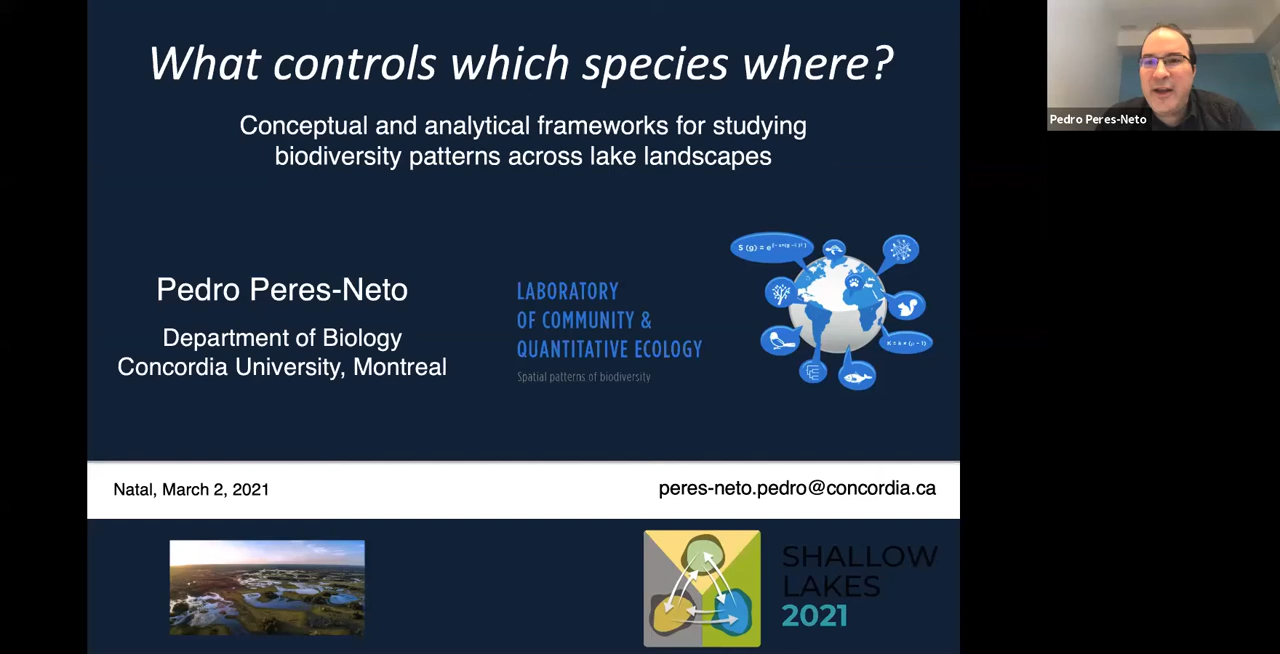 What controls which species where?
Conceptual and analytical frameworks for studying
biodiversity patterns across lake landscapes
Pedro Peres-Neto
Pedro Peres-Neto
Department of Biology
Concordia University, Montreal
LABORATORY
OF COMMUNITY &
QUANTITATIVE ECOLOGY
Spatial patterns of biodiversity
Natal, March 2, 2021
peres-neto.pedro@concordia.ca
SHALLOW
LAKES
2021